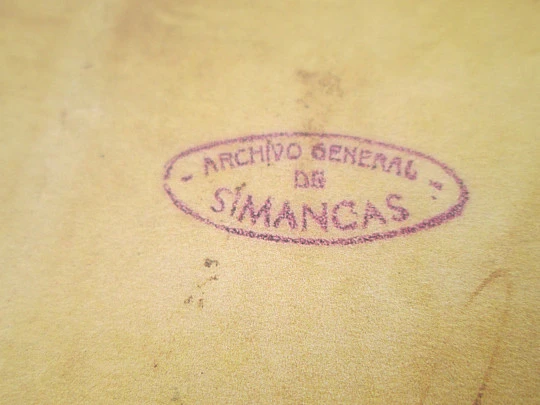 - ARCHIVO GENERAL -
DE
SIMANCAS